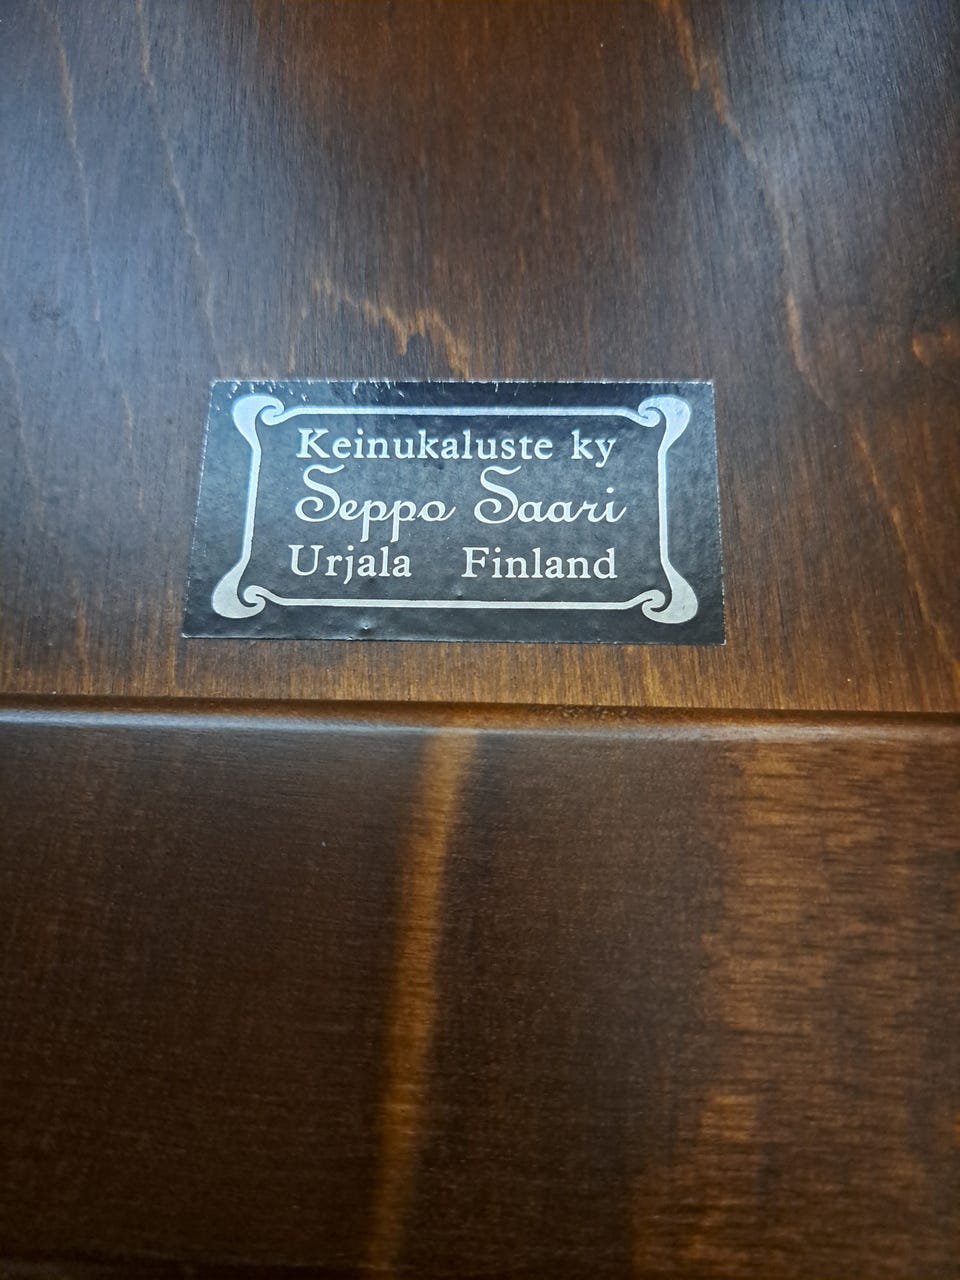 Keinukaluste ky
Seppo Saari
Urjala Finland